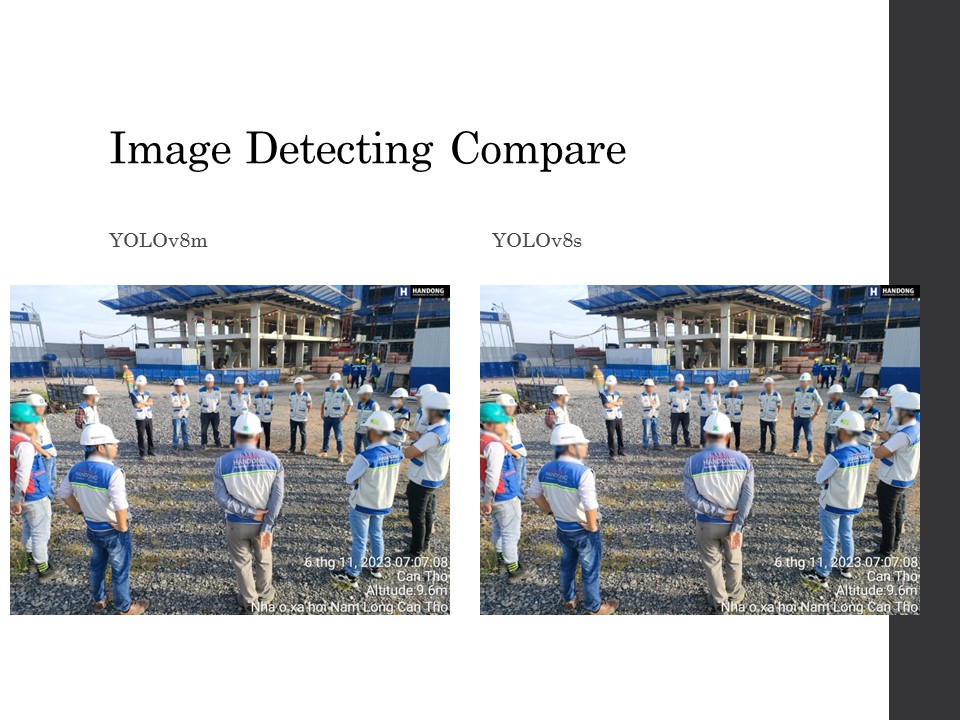 Image Detecting Compare
YOLOv8m
YOLOv8s
H HANDONG
HANDONG
6 thg 11, 2023 07:07:08
Can Tho
Altitude:9.6m
Nha o xa hoi Nam Long Can Tho
H HANDONG
HANDONG
6 thg 11, 2023 07:07:08
Can Tho
Altitude:9.6m
Nha o xa hoi Nam Long Can Tho